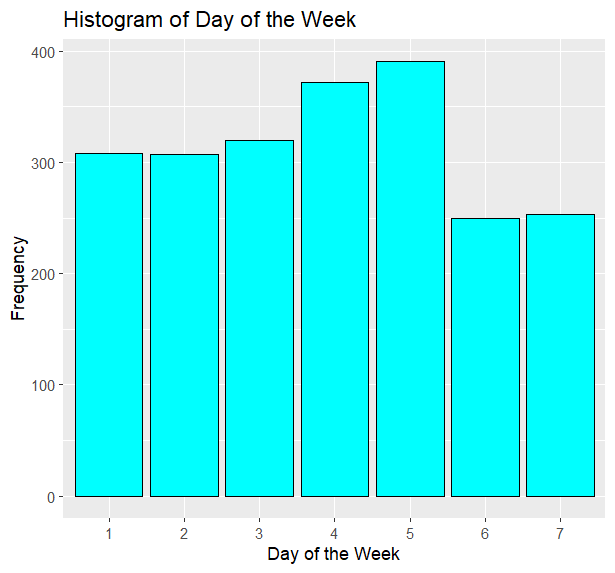 Histogram of Day of the Week
Frequency
400
300
200
100
0
1 2 3 4 5 6 7
Day of the Week